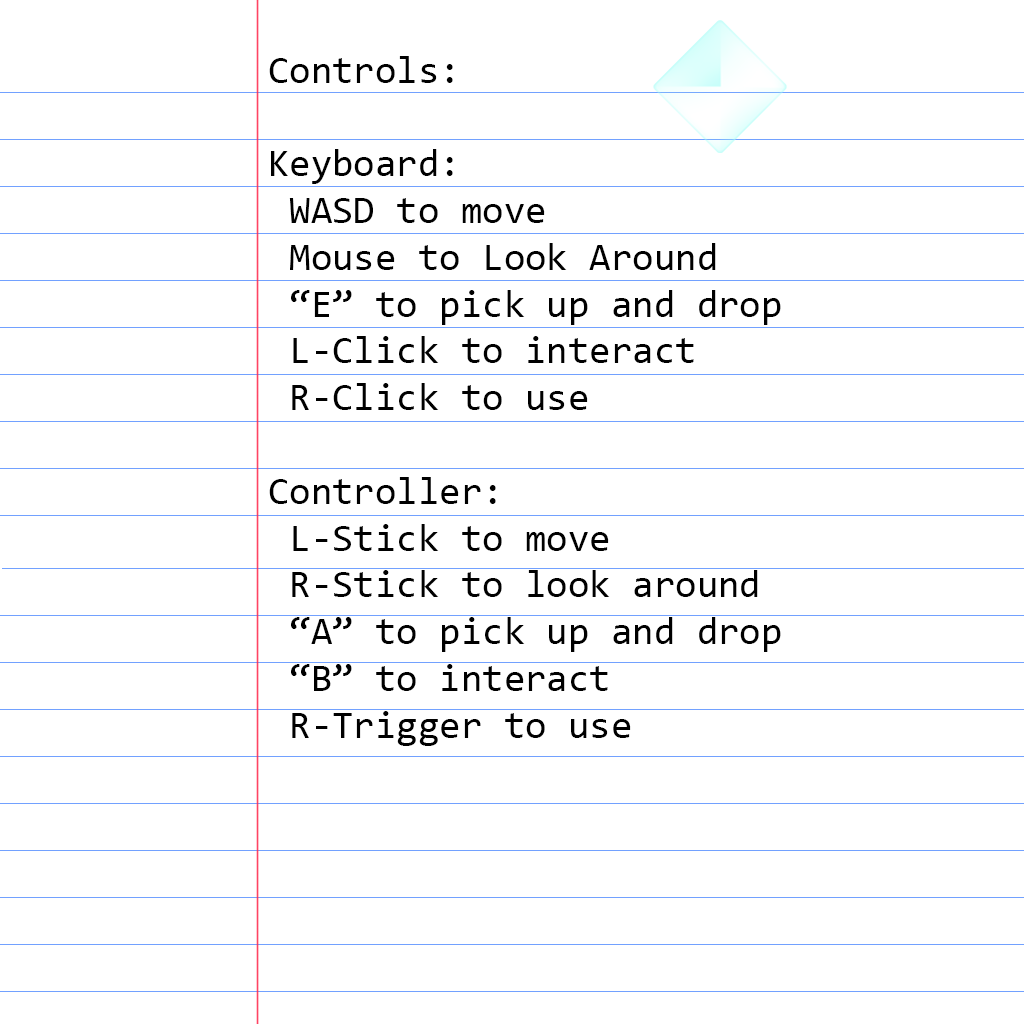 Controls:
Keyboard:
WASD to move
Mouse to Look Around
“E” to pick up and drop
L-Click to interact
R-Click to use
Controller:
L-Stick to move
R-Stick to look around
“A” to pick up and drop
“B” to interact
R-Trigger to use